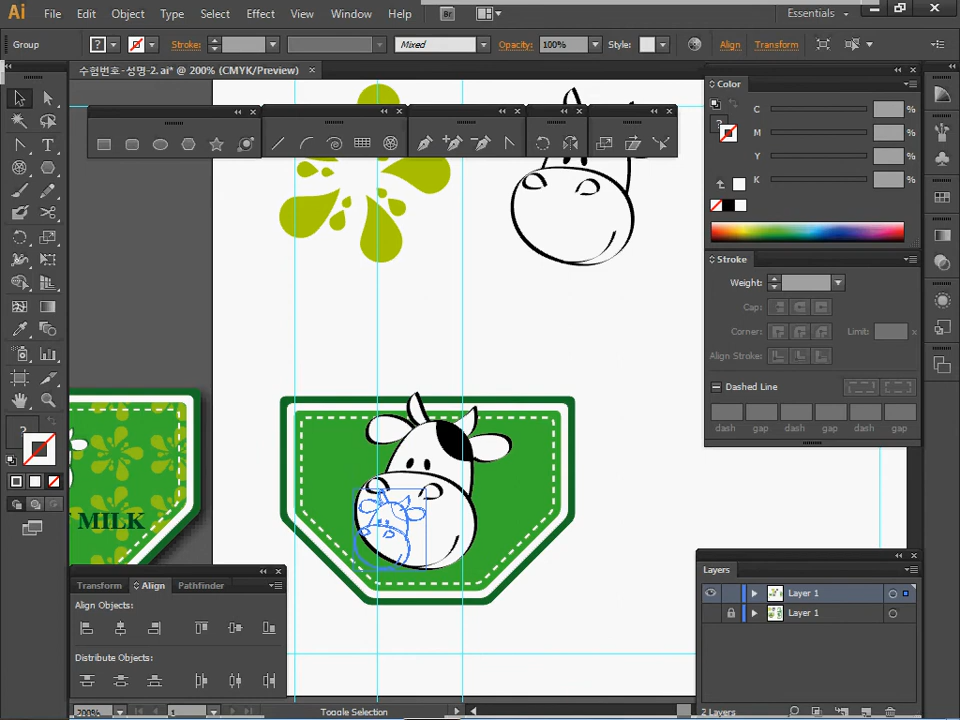 Ai File Edit Object Type Select Effect View Window Help Br Essentials
Group Stroke: Mixed Opacity: 100% Style: Align Transform
수험번호-성명-2.ai* @ 200% (CMYK/Preview)
Color
C %
M %
Y %
K %
Stroke
Weight:
Cap:
Corner: Limit: x
Align Stroke:
Dashed Line
dash gap dash gap dash gap
MILK
Transform Align Pathfinder
Align Objects:
Distribute Objects:
Layers
Layer 1
Layer 1
2 Layers
200% 1 Toggle Selection